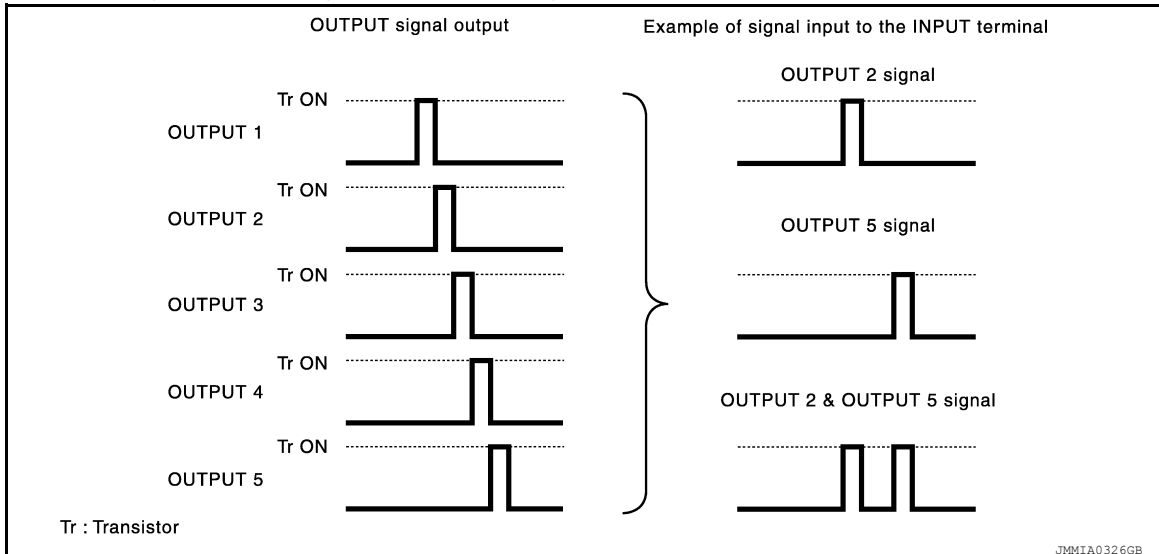 OUTPUT signal output
Example of signal input to the INPUT terminal
OUTPUT 2 signal
Tr ON
OUTPUT 1
Tr ON
OUTPUT 2
OUTPUT 5 signal
Tr ON
OUTPUT 3
Tr ON
OUTPUT 4
OUTPUT 2 & OUTPUT 5 signal
Tr ON
OUTPUT 5
Tr : Transistor
JMMIA0326GB